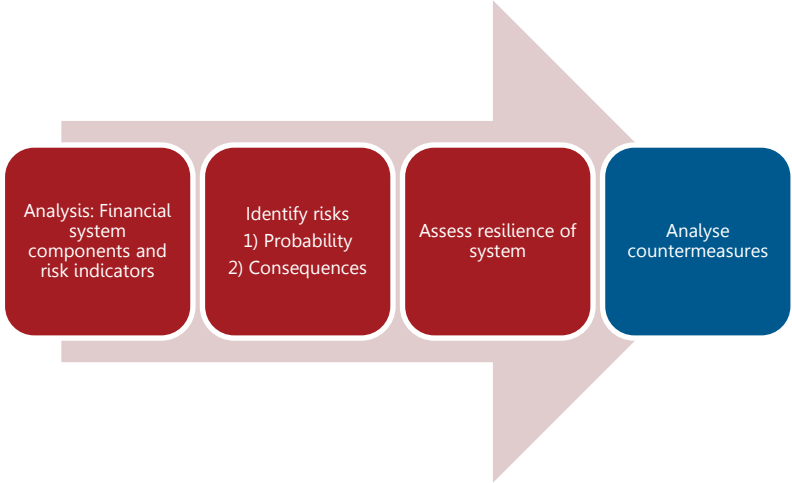 Analysis: Financial
system
components and
risk indicators
Identify risks
1) Probability
2) Consequences
Assess resilience of
system
Analyse
countermeasures